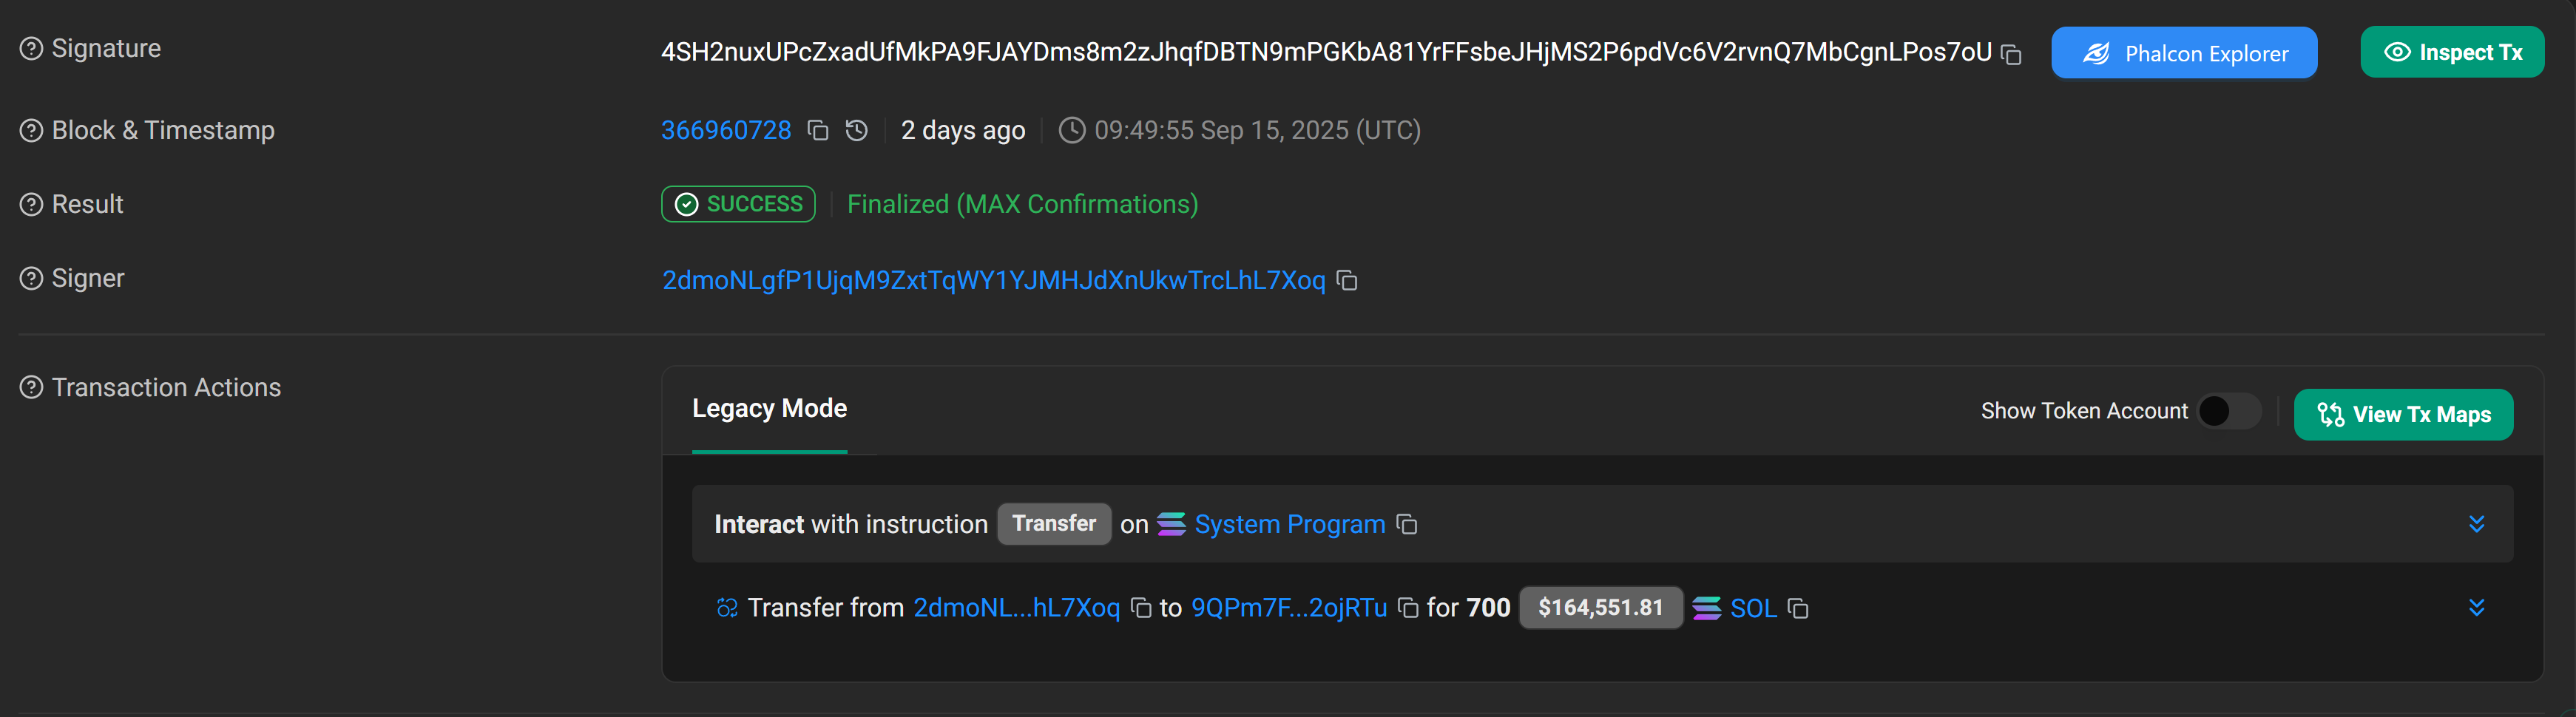 Signature
4SH2nuxUPcZxadUfMkPA9FJAYDms8m2zJhqfDBTN9mPGKbA81YrFFsbeJHjMS2P6pdVc6V2rvnQ7MbCgnLPos7oU Phalcon Explorer Inspect Tx
Block & Timestamp
366960728 2 days ago 09:49:55 Sep 15, 2025 (UTC)
Result
SUCCESS Finalized (MAX Confirmations)
Signer
2dmoNLgfP1UjqM9ZxtTqWY1YJMHJdXnUkwTrcLhL7Xoq
Transaction Actions
Legacy Mode Show Token Account View Tx Maps
Interact with instruction Transfer on System Program
Transfer from 2dmoNL...hL7Xoq to 9QPm7F...2ojRTu for 700 $164,551.81 SOL